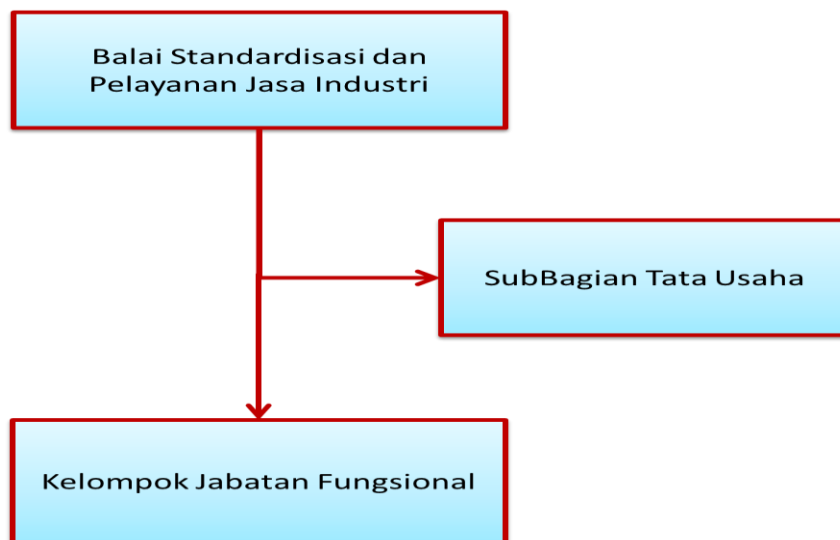 Balai Standardisasi dan
Pelayanan Jasa Industri
SubBagian Tata Usaha
Kelompok Jabatan Fungsional